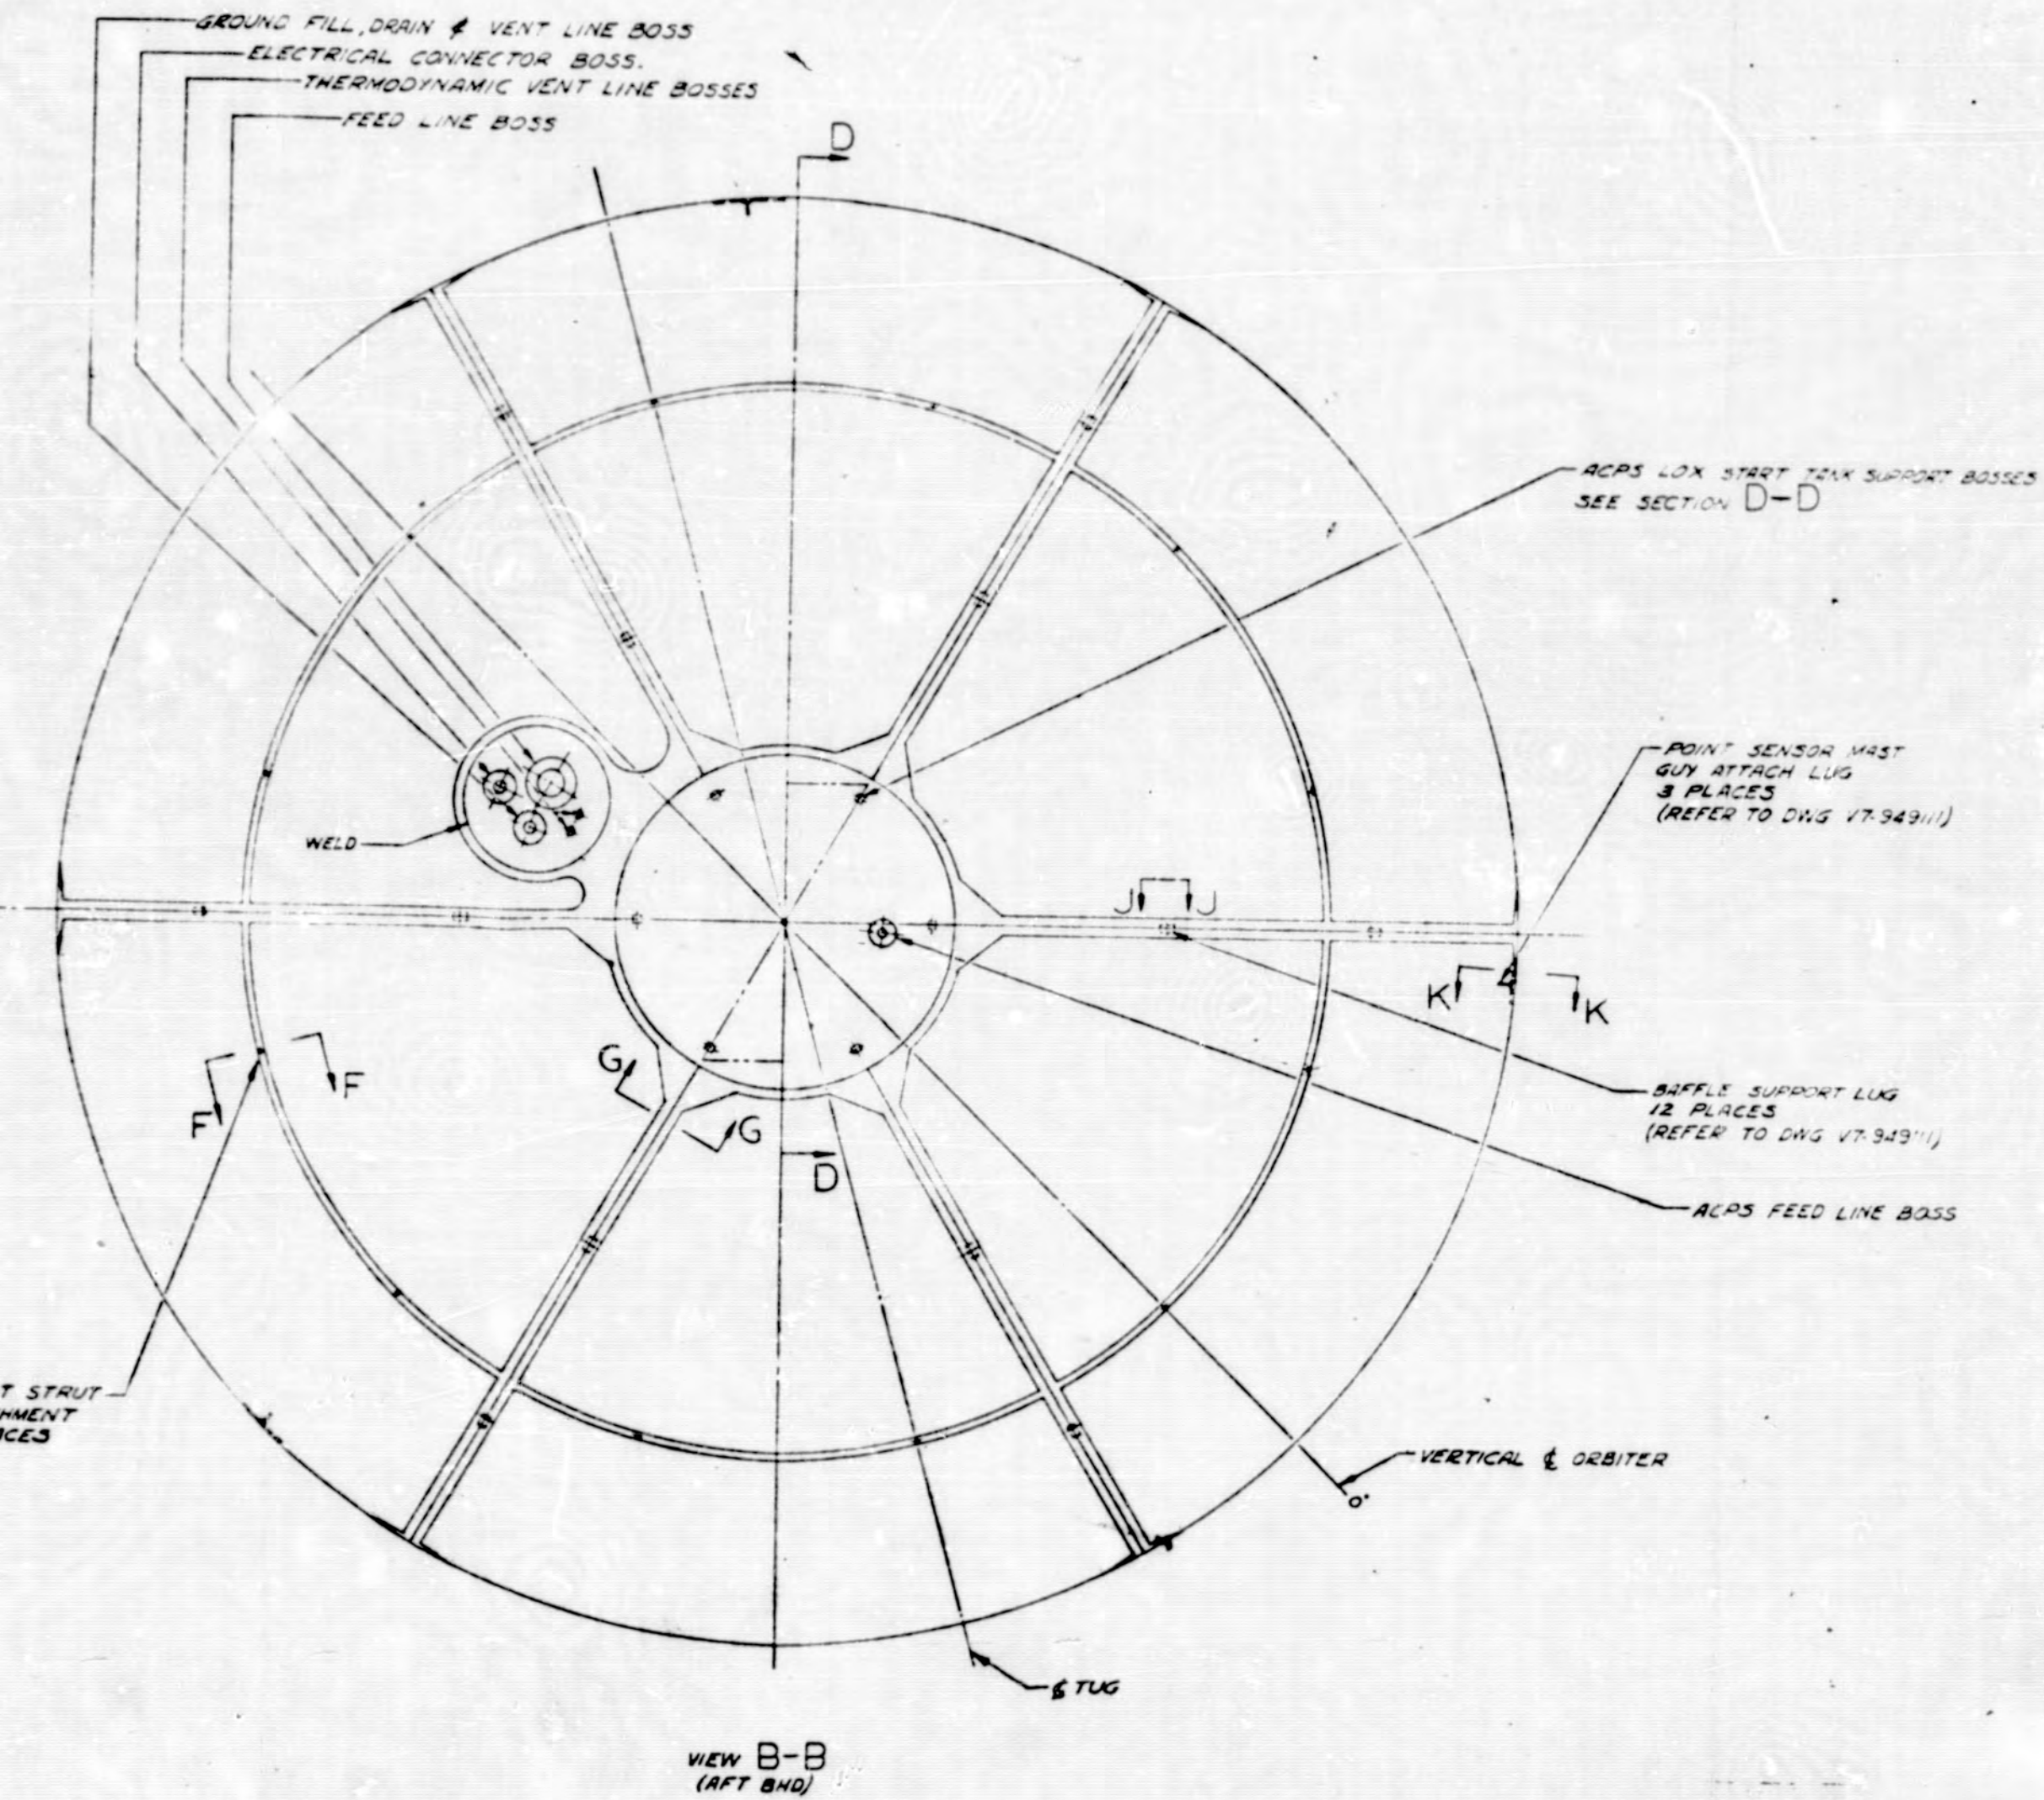 GROUND FILL, DRAIN & VENT LINE BOSS
ELECTRICAL CONNECTOR BOSS.
THERMODYNAMIC VENT LINE BOSSES
FEED LINE BOSS
D
ACPS LOX START TANK SUPPORT BOSSES
SEE SECTION D-D
POINT SENSOR MAST
GUY ATTACH LUG
3 PLACES
(REFER TO DWG V7-949111)
WELD
J J
K K
F F
G G
D
BAFFLE SUPPORT LUG
12 PLACES
(REFER TO DWG V7-949111)
ACPS FEED LINE BOSS
T STRUT
HMENT
ACES
VERTICAL ℄ ORBITER
0°
℄ TUG
VIEW B-B
(AFT BHD)